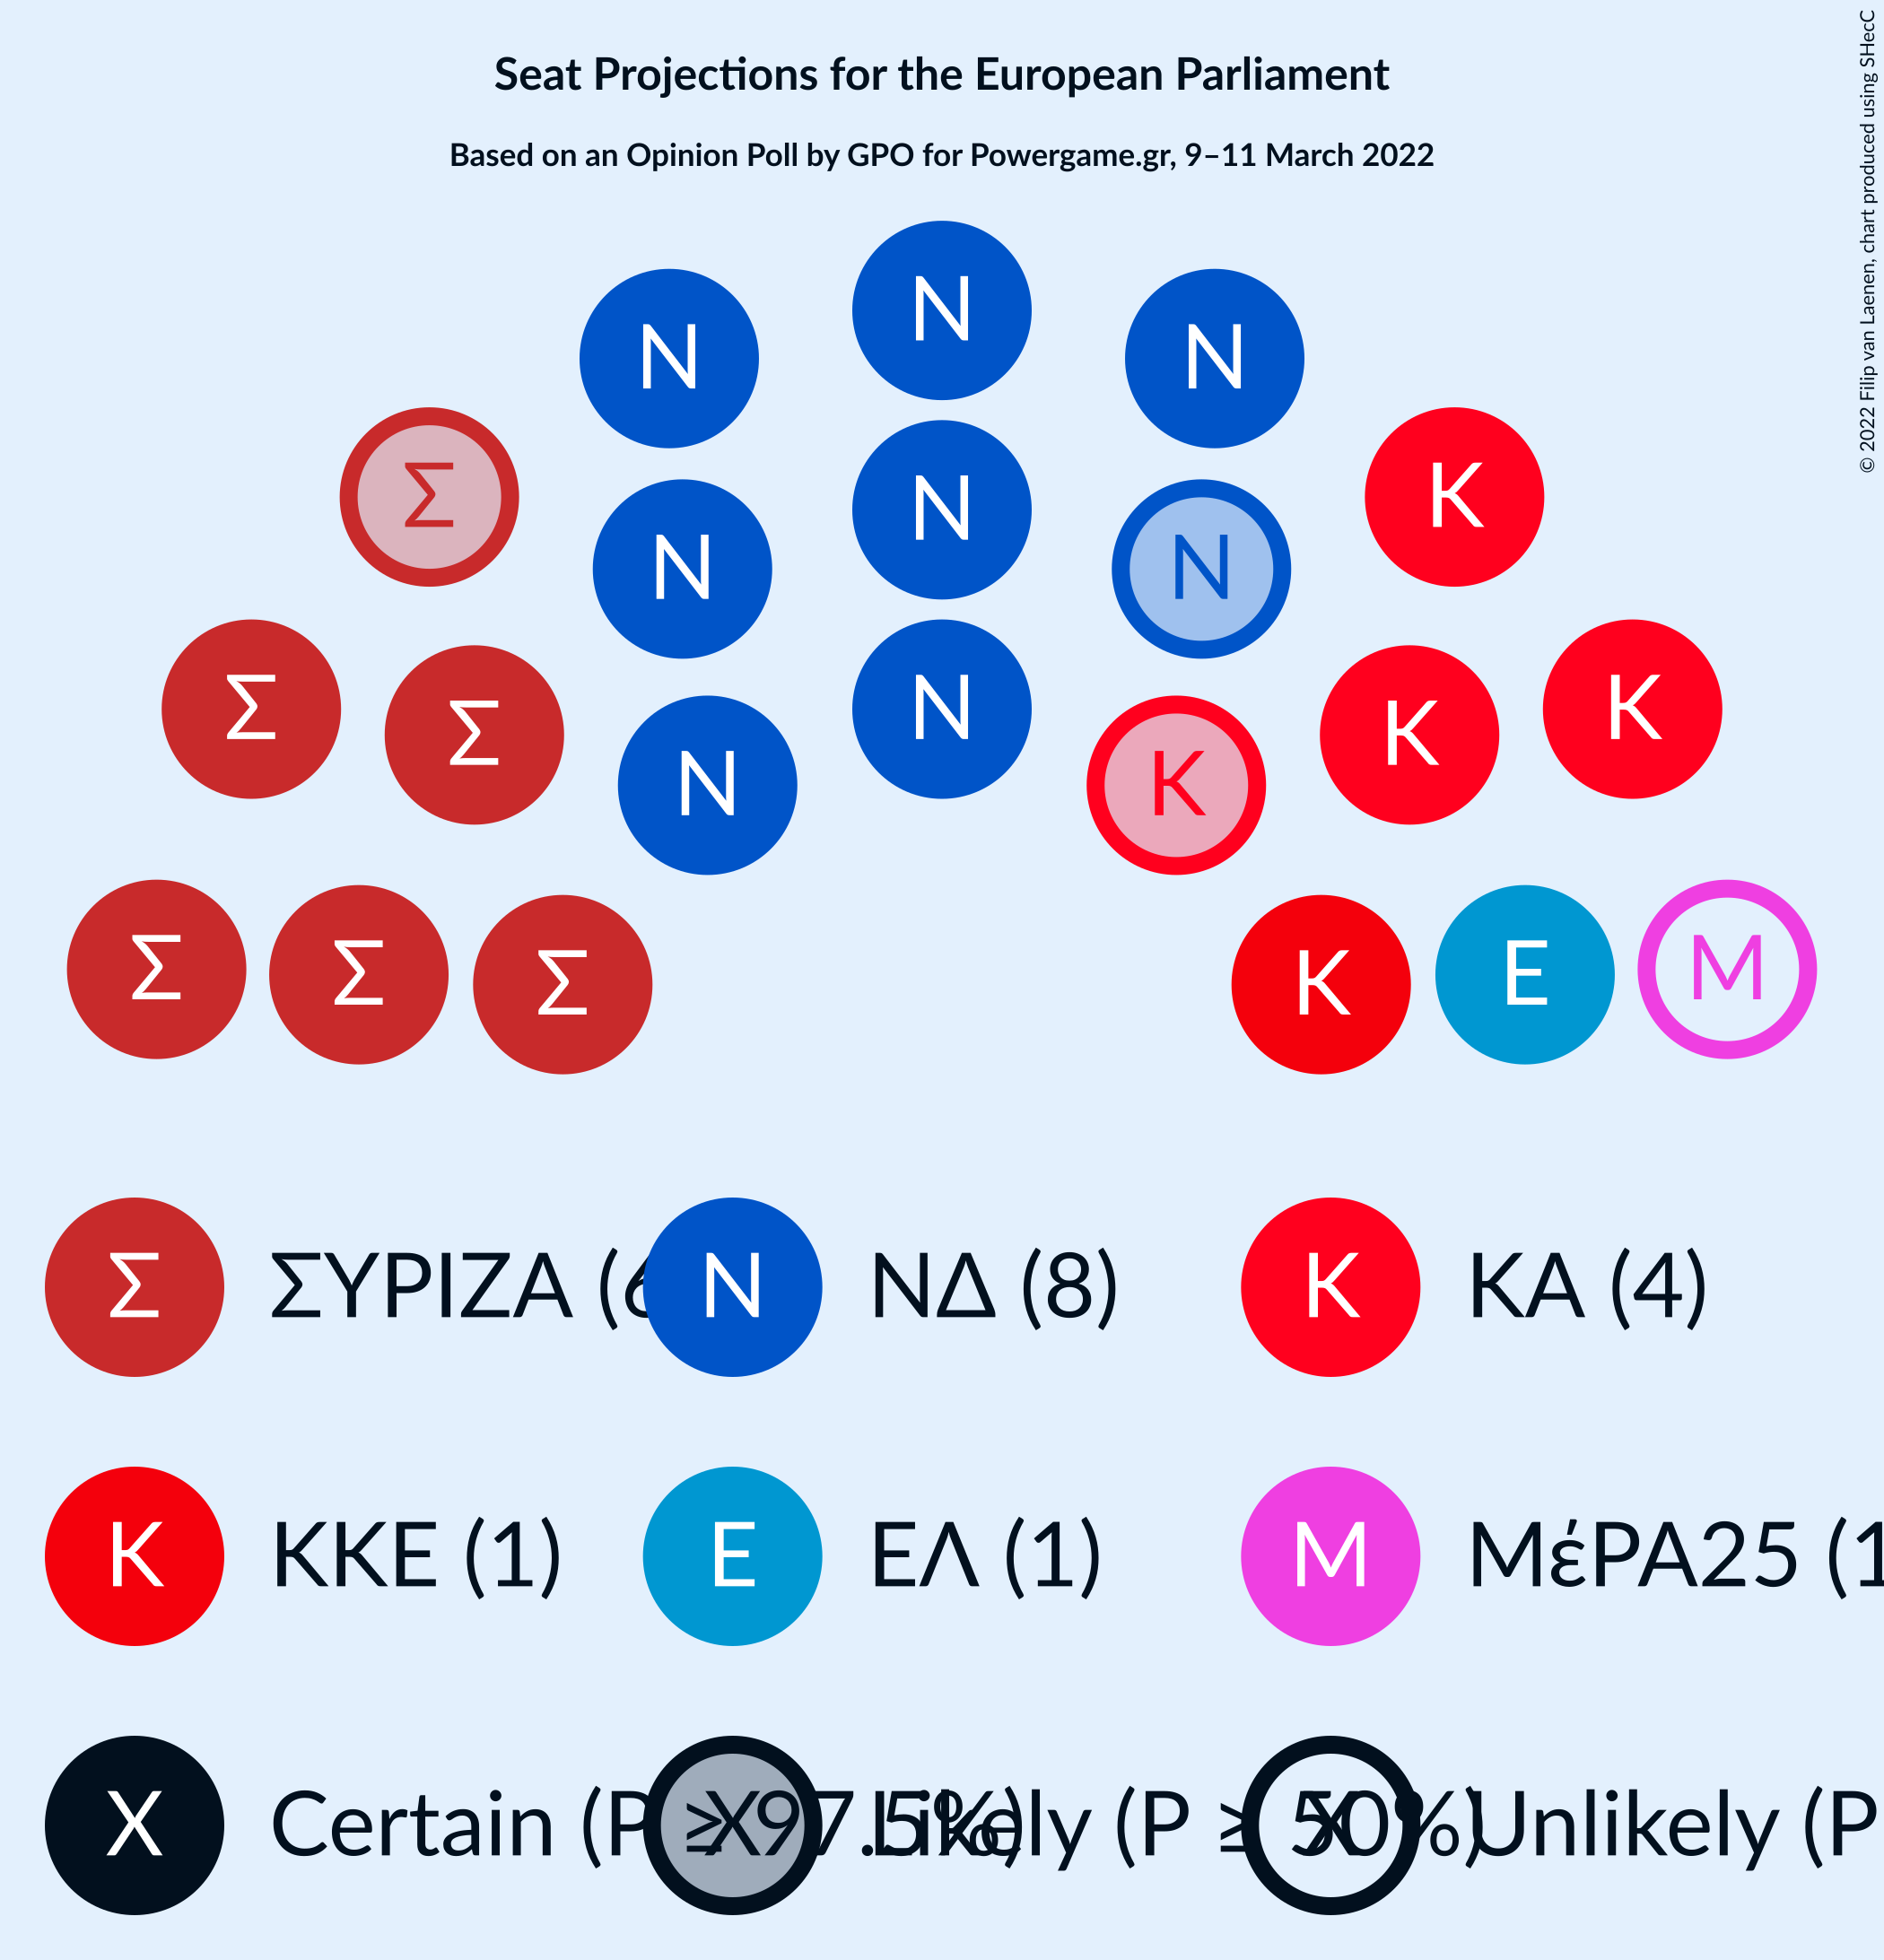 Seat Projections for the European Parliament
Based on an Opinion Poll by GPO for Powergame.gr, 9–11 March 2022
© 2022 Filip van Laenen, chart produced using SHecC
N
N N
Σ K
N
N N
Σ K
Σ K
N
N K
Σ E M
Σ
Σ K
Σ ΣΥΡΙΖΑ (6 N ΝΔ (8) K ΚΑ (4)
K ΚΚΕ (1) E ΕΛ (1) M ΜέΡΑ25 (1
X Certain (P ≥ 97.5%) X Likely (P ≥ 50%) X Unlikely (P